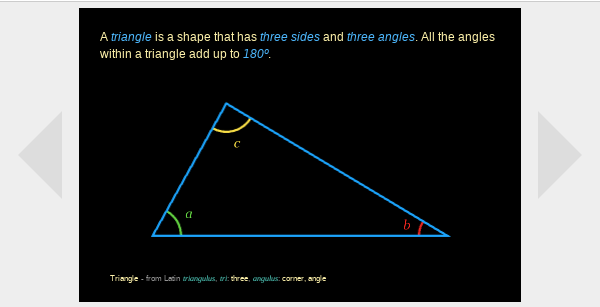 A triangle is a shape that has three sides and three angles. All the angles
within a triangle add up to 180º.
c
a
b
Triangle - from Latin triangulus, tri: three, angulus: corner, angle